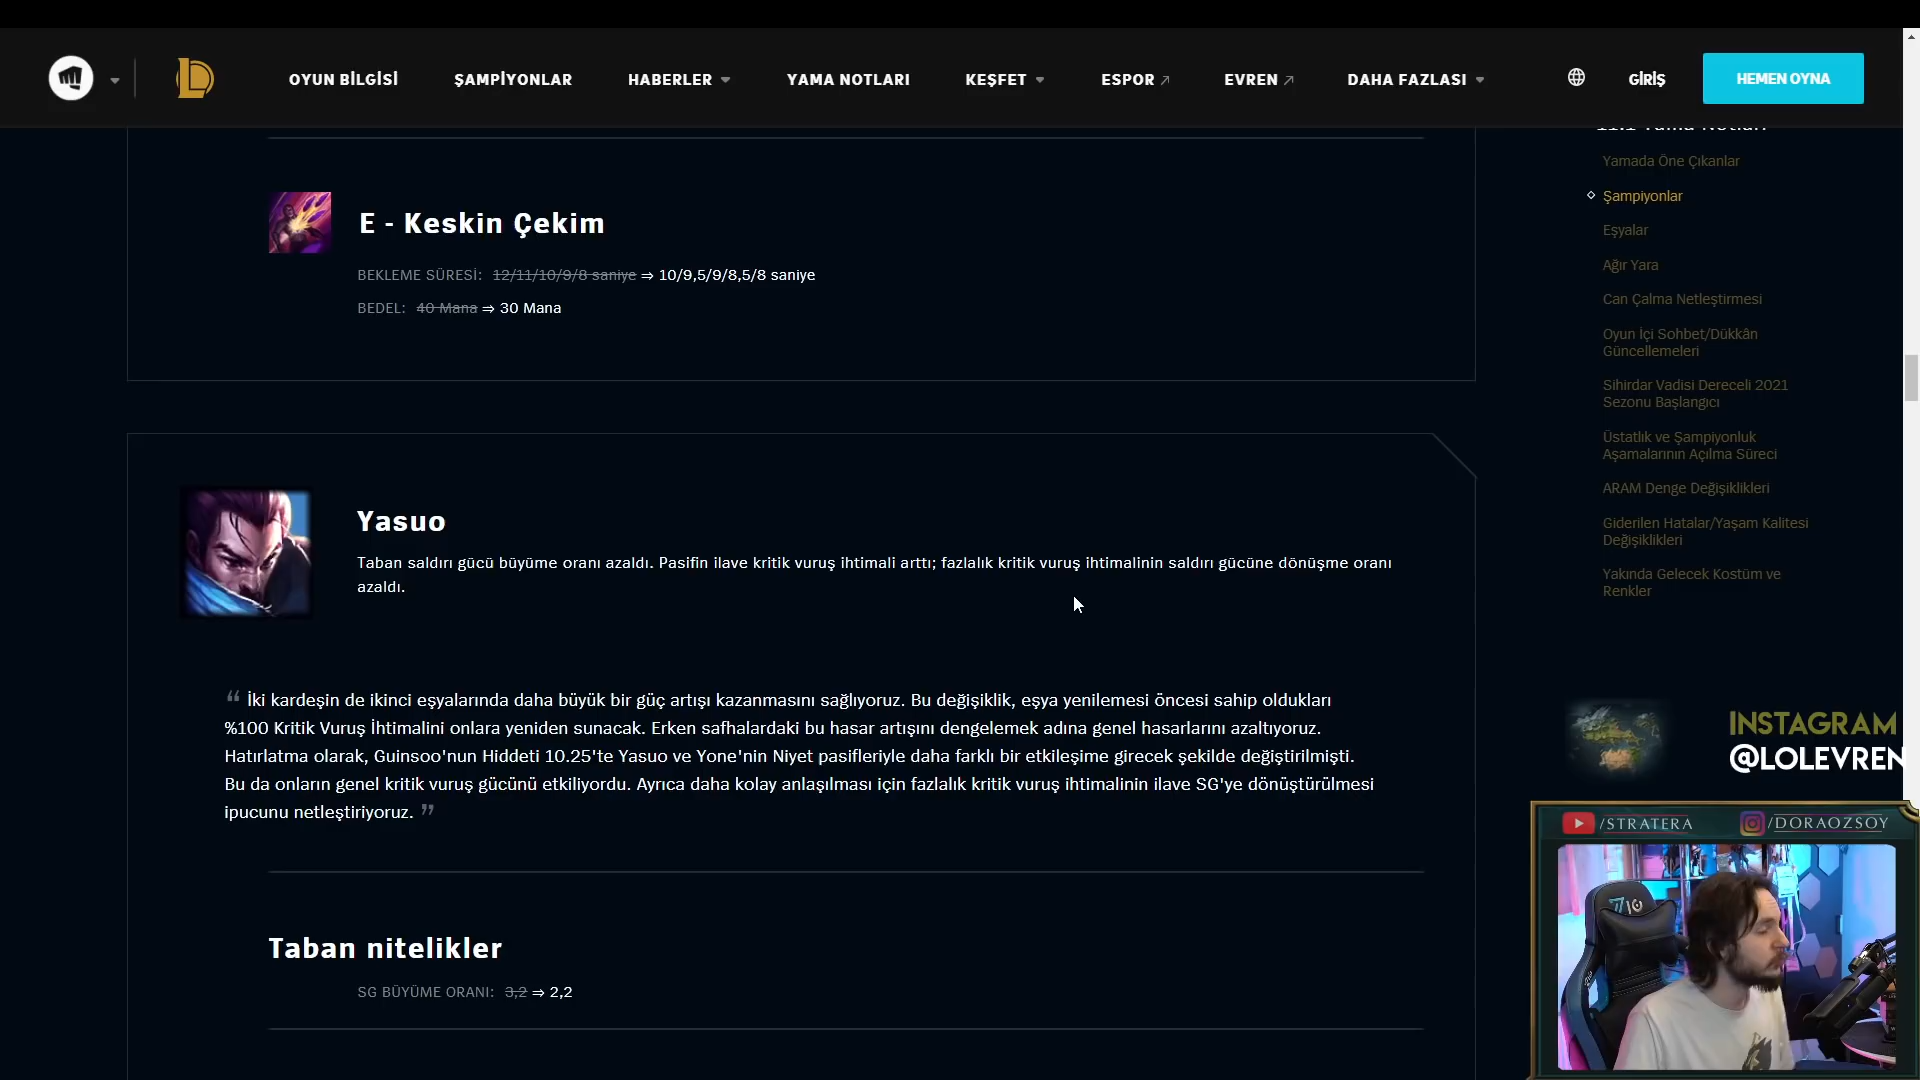 OYUN BİLGİSİ
ŞAMPİYONLAR
HABERLER
YAMA NOTLARI
KEŞFET
ESPOR
EVREN
DAHA FAZLASI
GİRİŞ
HEMEN OYNA
E - Keskin Çekim
BEKLEME SÜRESİ: 12/11/10/9/8 saniye ⇒ 10/9,5/9/8,5/8 saniye
BEDEL: 40 Mana ⇒ 30 Mana
Yasuo
Taban saldırı gücü büyüme oranı azaldı. Pasifin ilave kritik vuruş ihtimali arttı; fazlalık kritik vuruş ihtimalinin saldırı gücüne dönüşme oranı
azaldı.
“ İki kardeşin de ikinci eşyalarında daha büyük bir güç artışı kazanmasını sağlıyoruz. Bu değişiklik, eşya yenilemesi öncesi sahip oldukları
%100 Kritik Vuruş İhtimalini onlara yeniden sunacak. Erken safhalardaki bu hasar artışını dengelemek adına genel hasarlarını azaltıyoruz.
Hatırlatma olarak, Guinsoo'nun Hiddeti 10.25'te Yasuo ve Yone'nin Niyet pasifleriyle daha farklı bir etkileşime girecek şekilde değiştirilmişti.
Bu da onların genel kritik vuruş gücünü etkiliyordu. Ayrıca daha kolay anlaşılması için fazlalık kritik vuruş ihtimalinin ilave SG'ye dönüştürülmesi
ipucunu netleştiriyoruz. ”
Taban nitelikler
SG BÜYÜME ORANI: 3,2 ⇒ 2,2
11.1 Yama Notları
Yamada Öne Çıkanlar
Şampiyonlar
Eşyalar
Ağır Yara
Can Çalma Netleştirmesi
Oyun İçi Sohbet/Dükkân
Güncellemeleri
Sihirdar Vadisi Dereceli 2021
Sezonu Başlangıcı
Üstatlık ve Şampiyonluk
Aşamalarının Açılma Süreci
ARAM Denge Değişiklikleri
Giderilen Hatalar/Yaşam Kalitesi
Değişiklikleri
Yakında Gelecek Kostüm ve
Renkler
INSTAGRAM
@LOLEVREN
/STRATERA
/DORAOZSOY